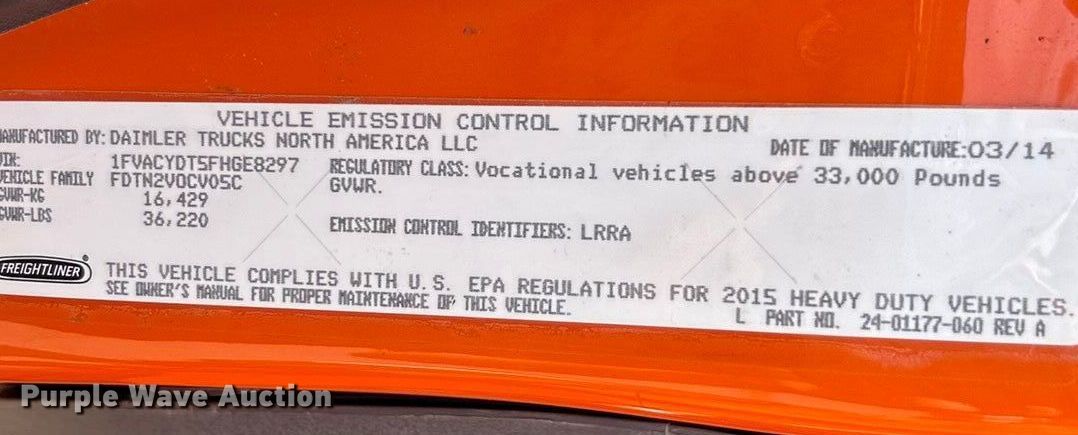 VEHICLE EMISSION CONTROL INFORMATION
MANUFACTURED BY: DAIMLER TRUCKS NORTH AMERICA LLC
DATE OF MANUFACTURE: 03/14
VIN: 1FVACYDT5FHGE8297
REGULATORY CLASS: Vocational vehicles above 33,000 Pounds
GVWR.
VEHICLE FAMILY FDTN2VOCV05C
GVWR-KG 16,429
GVWR-LBS 36,220
EMISSION CONTROL IDENTIFIERS: LRRA
FREIGHTLINER
THIS VEHICLE COMPLIES WITH U.S. EPA REGULATIONS FOR 2015 HEAVY DUTY VEHICLES.
SEE OWNER'S MANUAL FOR PROPER MAINTENANCE OF THIS VEHICLE.
L PART NO. 24-01177-060 REV A
Purple Wave Auction